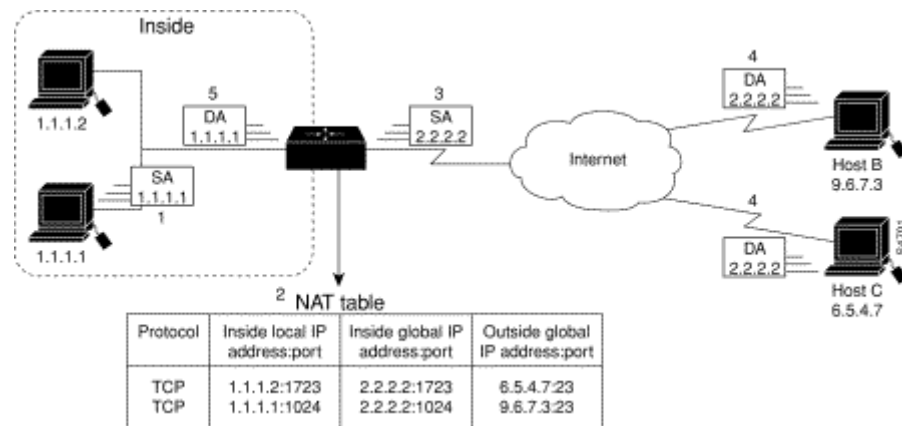 Inside
1.1.1.2
5
DA
1.1.1.1
SA
1.1.1.1
1
1.1.1.1
3
SA
2.2.2.2
Internet
4
DA
2.2.2.2
Host B
9.6.7.3
4
DA
2.2.2.2
Host C
6.5.4.7
2
NAT table
Protocol
Inside local IP
address:port
Inside global IP
address:port
Outside global
IP address:port
TCP 1.1.1.2:1723 2.2.2.2:1723 6.5.4.7:23
TCP 1.1.1.1:1024 2.2.2.2:1024 9.6.7.3:23